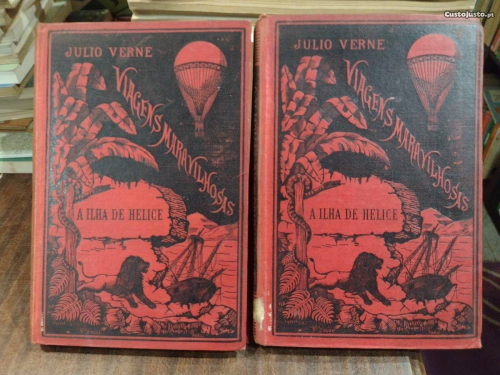 CustoJusto.pt
JULIO VERNE
VIAGENS MARAVILHOSAS
A ILHA DE HELICE
JULIO VERNE
VIAGENS MARAVILHOSAS
A ILHA DE HELICE